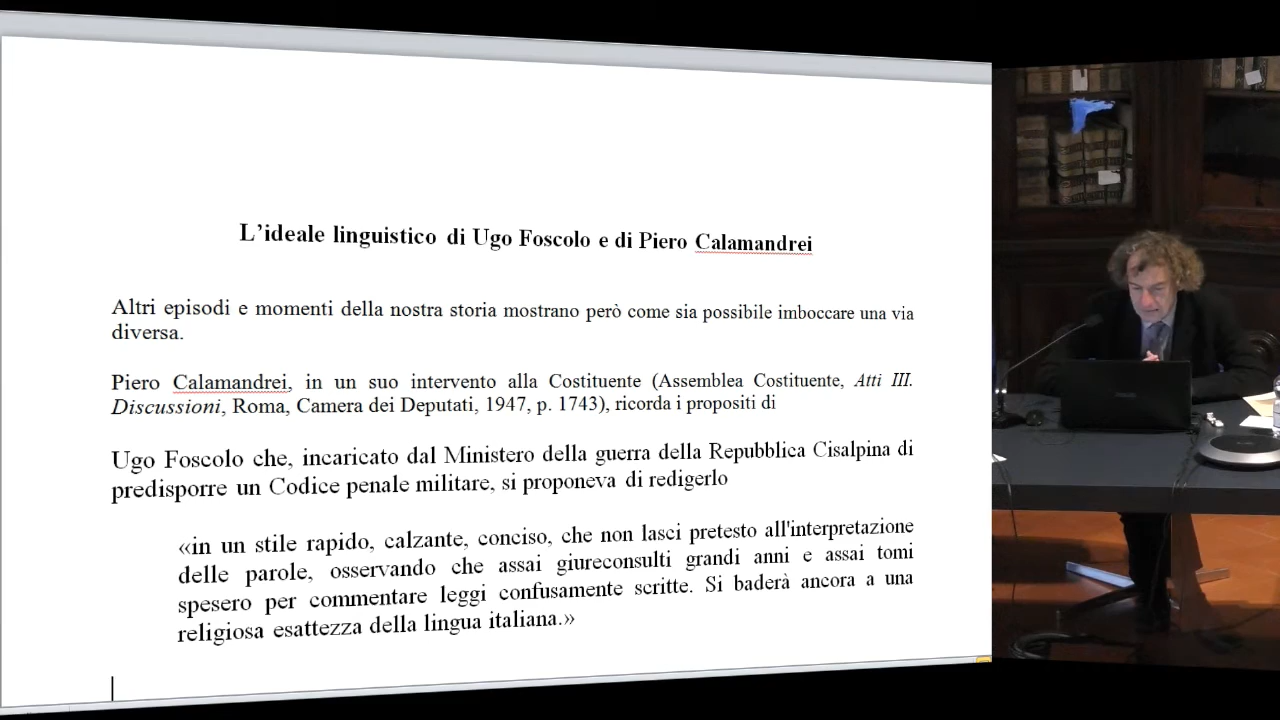 L’ideale linguistico di Ugo Foscolo e di Piero Calamandrei
Altri episodi e momenti della nostra storia mostrano però come sia possibile imboccare una via
diversa.
Piero Calamandrei, in un suo intervento alla Costituente (Assemblea Costituente, Atti III.
Discussioni, Roma, Camera dei Deputati, 1947, p. 1743), ricorda i propositi di
Ugo Foscolo che, incaricato dal Ministero della guerra della Repubblica Cisalpina di
predisporre un Codice penale militare, si proponeva di redigerlo
«in un stile rapido, calzante, conciso, che non lasci pretesto all'interpretazione
delle parole, osservando che assai giureconsulti grandi anni e assai tomi
spesero per commentare leggi confusamente scritte. Si baderà ancora a una
religiosa esattezza della lingua italiana.»